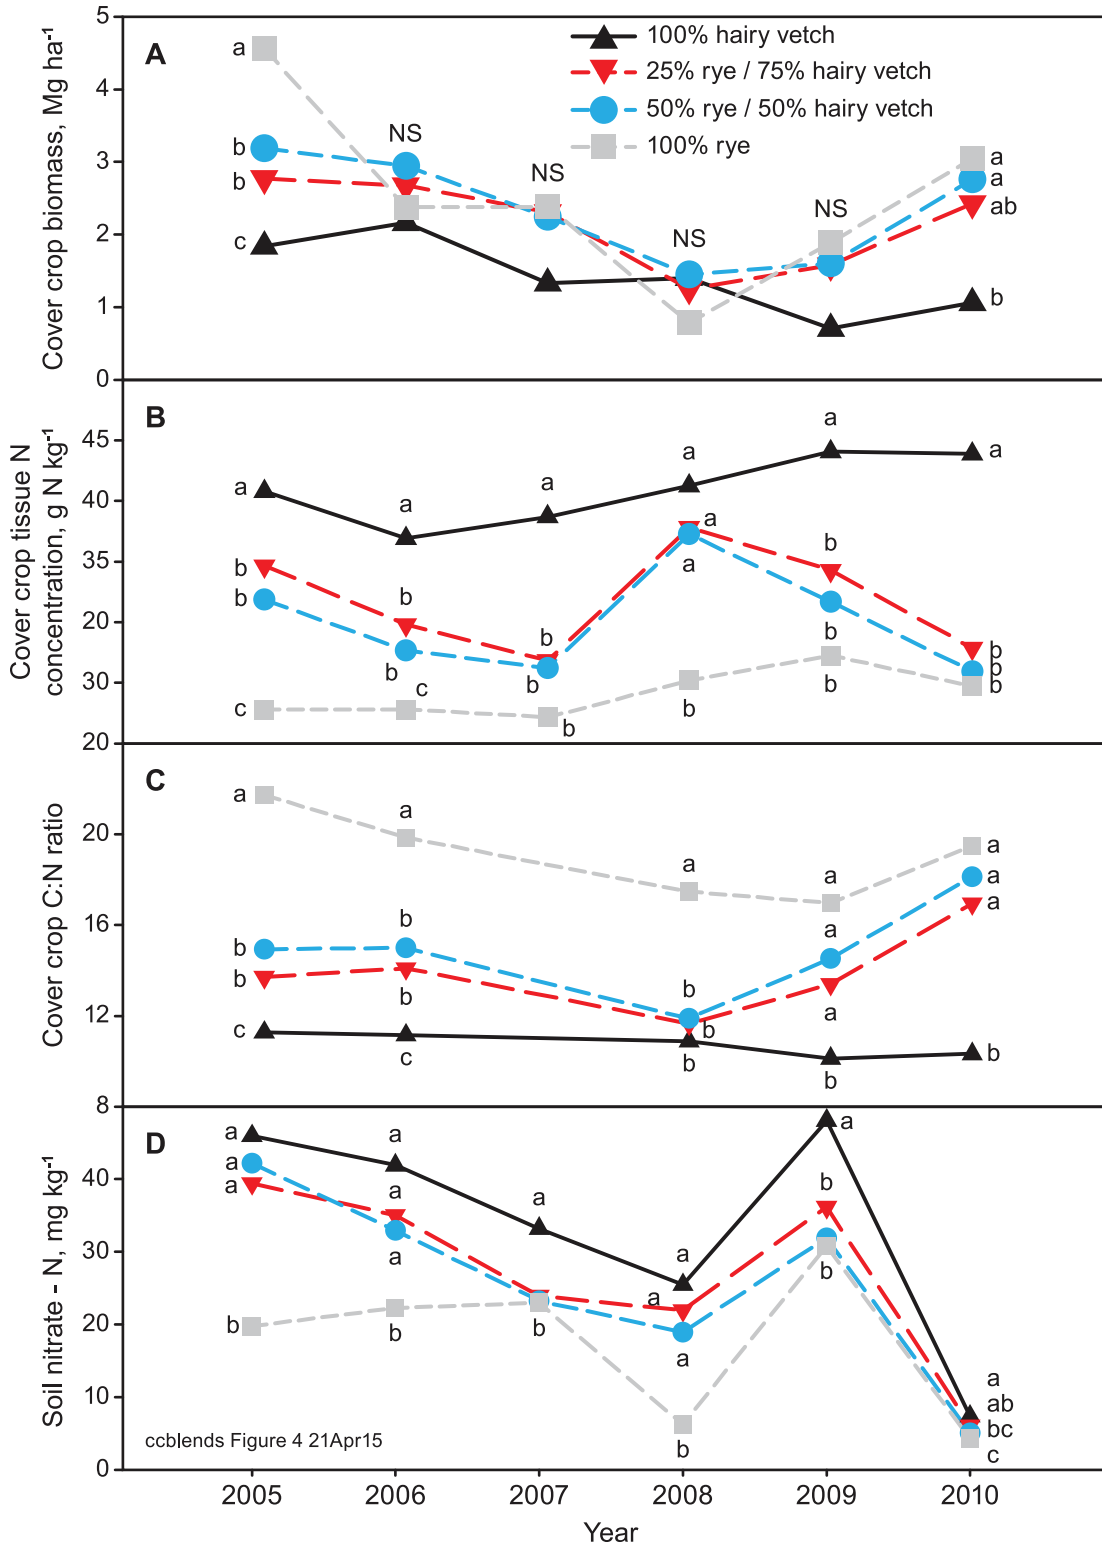 5
A
100% hairy vetch
25% rye / 75% hairy vetch
50% rye / 50% hairy vetch
100% rye
Cover crop biomass, Mg ha⁻¹
4
3
2
1
0
a
b
b
c
NS
NS
NS
NS
a
a
ab
b
B
Cover crop tissue N
concentration, g N kg⁻¹
45
40
35
20
30
20
a
b
b
c
a
b
b
c
a
b
b
b
a
a
a
b
a
b
b
b
a
b
b
b
C
Cover crop C:N ratio
20
16
12
8
a
b
b
c
a
b
b
c
a
b
b
b
a
a
a
b
a
a
a
b
D
Soil nitrate - N, mg kg⁻¹
40
30
20
10
0
a
a
a
b
a
a
a
b
a
b
a
a
a
b
a
b
b
a
ab
bc
c
ccblends Figure 4 21Apr15
2005
2006
2007
2008
2009
2010
Year